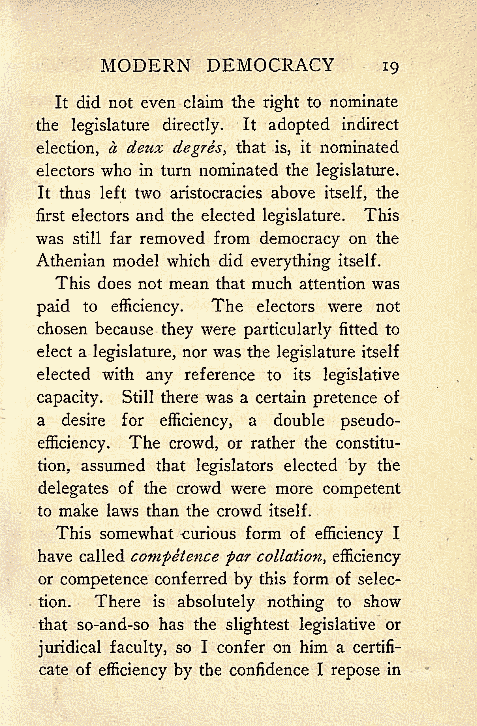 MODERN DEMOCRACY 19
It did not even claim the right to nominate
the legislature directly. It adopted indirect
election, à deux degrés, that is, it nominated
electors who in turn nominated the legislature.
It thus left two aristocracies above itself, the
first electors and the elected legislature. This
was still far removed from democracy on the
Athenian model which did everything itself.
This does not mean that much attention was
paid to efficiency. The electors were not
chosen because they were particularly fitted to
elect a legislature, nor was the legislature itself
elected with any reference to its legislative
capacity. Still there was a certain pretence of
a desire for efficiency, a double pseudo-
efficiency. The crowd, or rather the constitu-
tion, assumed that legislators elected by the
delegates of the crowd were more competent
to make laws than the crowd itself.
This somewhat curious form of efficiency I
have called compétence par collation, efficiency
or competence conferred by this form of selec-
tion. There is absolutely nothing to show
that so-and-so has the slightest legislative or
juridical faculty, so I confer on him a certifi-
cate of efficiency by the confidence I repose in